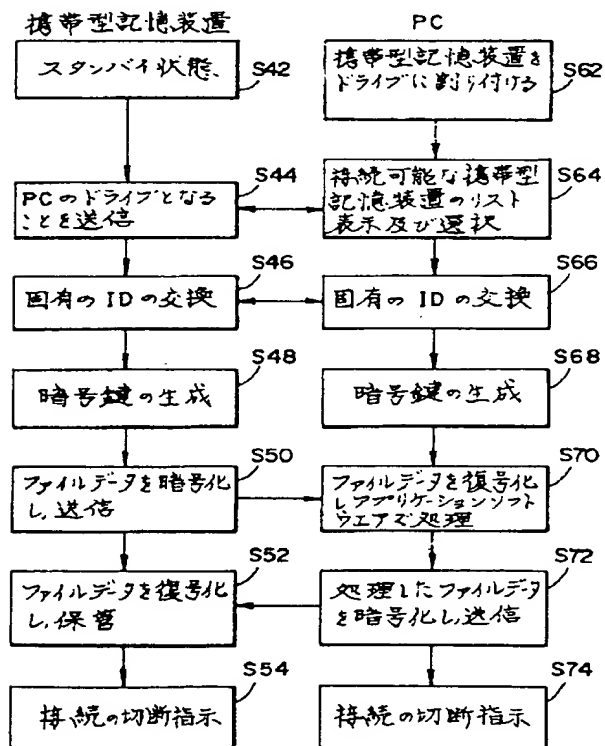 携帯型記憶装置
PC
スタンバイ状態
S42
携帯型記憶装置を
ドライブに割り付ける
S62
PCのドライブとなる
ことを送信
S44
接続可能な携帯型
記憶装置のリスト
表示及び選択
S64
固有のIDの交換
S46
固有のIDの交換
S66
暗号鍵の生成
S48
暗号鍵の生成
S68
ファイルデータを暗号化
し、送信
S50
ファイルデータを復号化
しアプリケーションソフト
ウエアで処理
S70
ファイルデータを復号化
し、保管
S52
処理したファイルデータ
を暗号化し、送信
S72
接続の切断指示
S54
接続の切断指示
S74